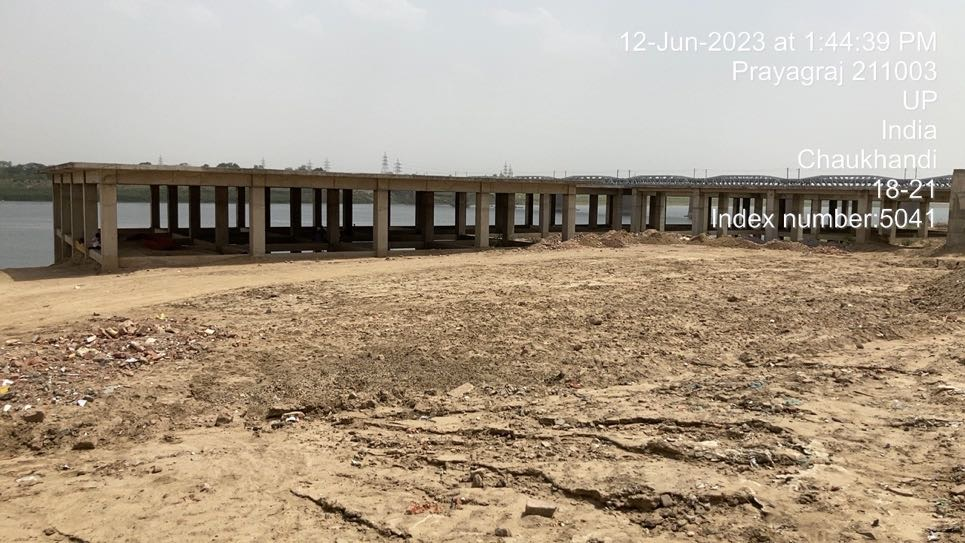 12-Jun-2023 at 1:44:39 PM
Prayagraj 211003
UP
India
Chaukhandi
18-21
Index number:5041